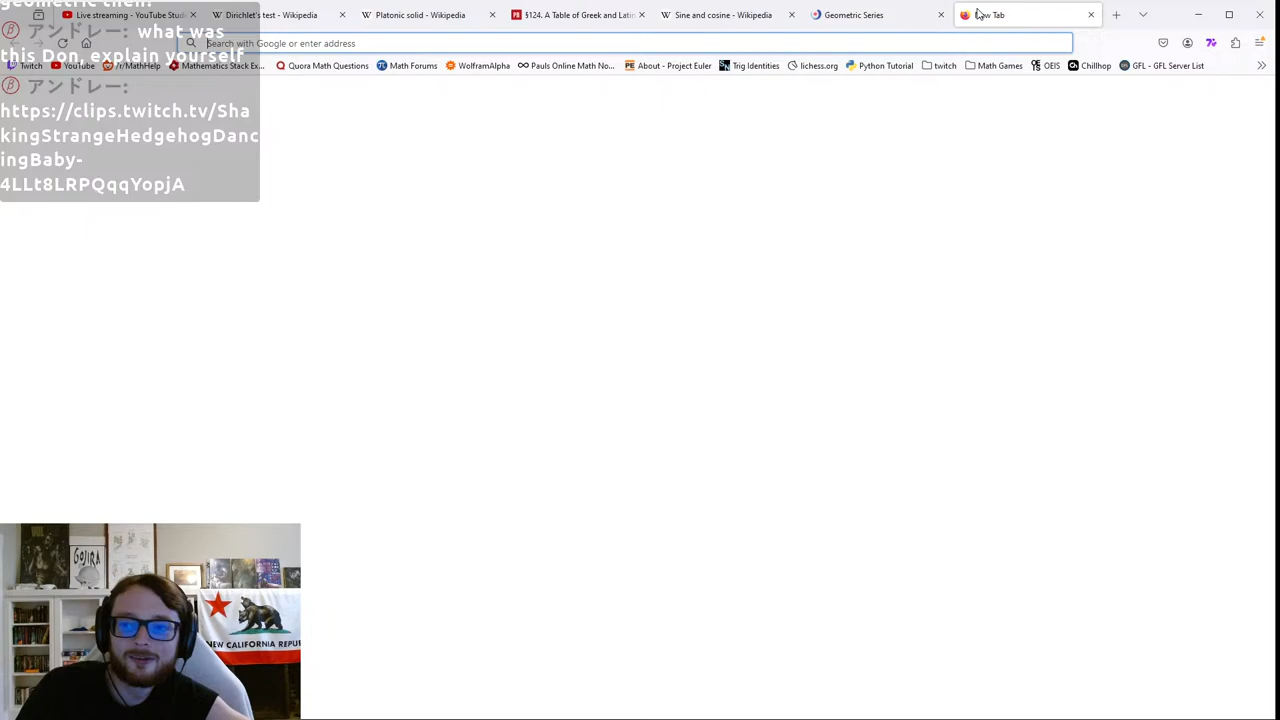 geometric then?
アンドレー: what was
this Don, explain yourself
アンドレー:
https://clips.twitch.tv/Sha
kingStrangeHedgehogDanc
ingBaby-
4LLt8LRPQqqYopjA
Live streaming - YouTube Studi
Dirichlet's test - Wikipedia
Platonic solid - Wikipedia
§124. A Table of Greek and Latin
Sine and cosine - Wikipedia
Geometric Series
Tab
Search with Google or enter address
Twitch
YouTube
/r/MathHelp
Mathematics Stack Ex...
Quora Math Questions
Math Forums
WolframAlpha
Pauls Online Math No...
About - Project Euler
Trig Identities
lichess.org
Python Tutorial
twitch
Math Games
OEIS
Chillhop
GFL - GFL Server List
GOJIRA
NEW CALIFORNIA REPU